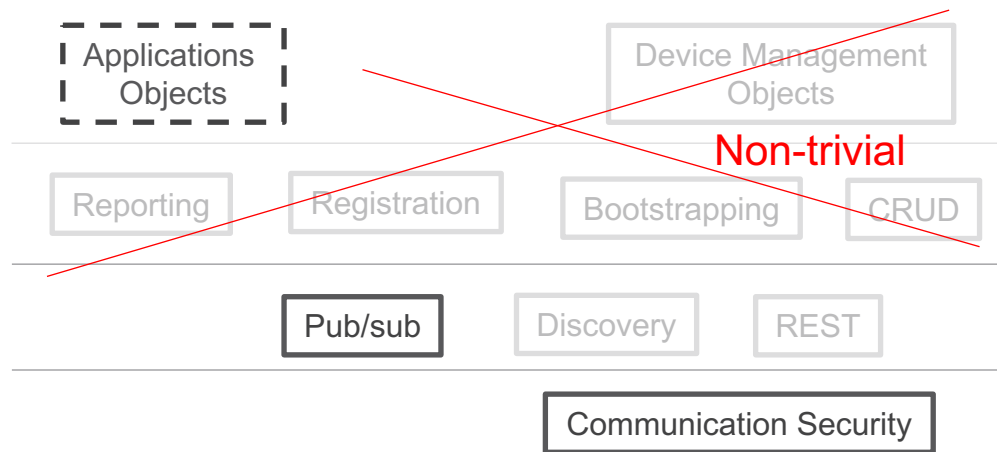 Applications
Objects
Device Management
Objects
Non-trivial
Reporting
Registration
Bootstrapping
CRUD
Pub/sub
Discovery
REST
Communication Security